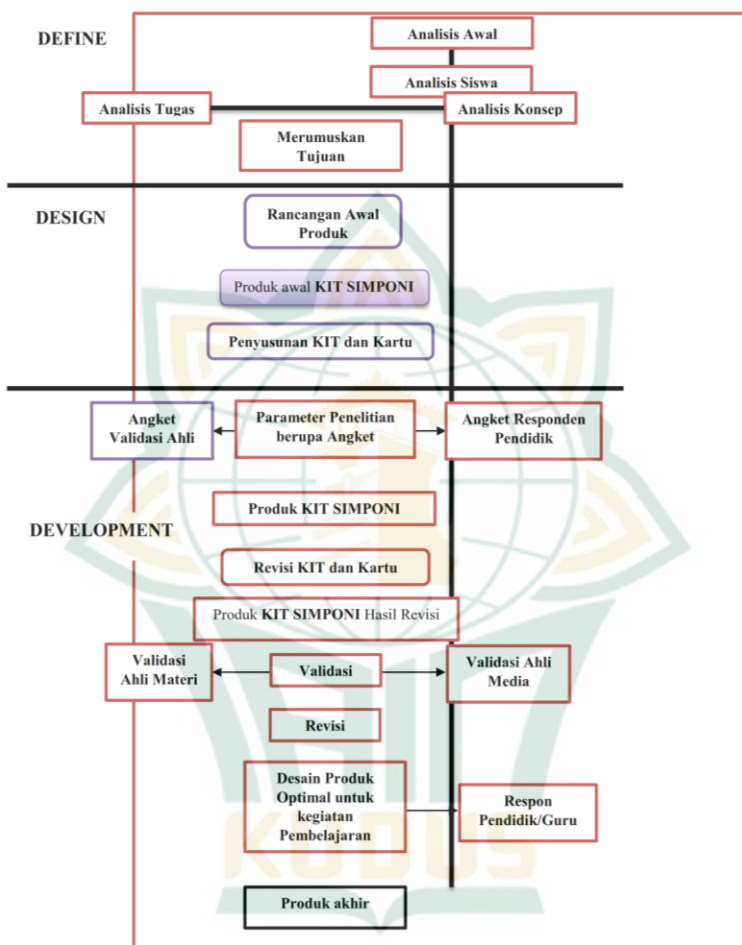 DEFINE
Analisis Awal
Analisis Siswa
Analisis Tugas
Analisis Konsep
Merumuskan
Tujuan
DESIGN
Rancangan Awal
Produk
Produk awal KIT SIMPONI
Penyusunan KIT dan Kartu
Angket
Validasi Ahli
Parameter Penelitian
berupa Angket
Angket Responden
Pendidik
Produk KIT SIMPONI
DEVELOPMENT
Revisi KIT dan Kartu
Produk KIT SIMPONI Hasil Revisi
Validasi
Ahli Materi
Validasi
Validasi Ahli
Media
Revisi
Desain Produk
Optimal untuk
kegiatan
Pembelajaran
Respon
Pendidik/Guru
KUDUS
Produk akhir